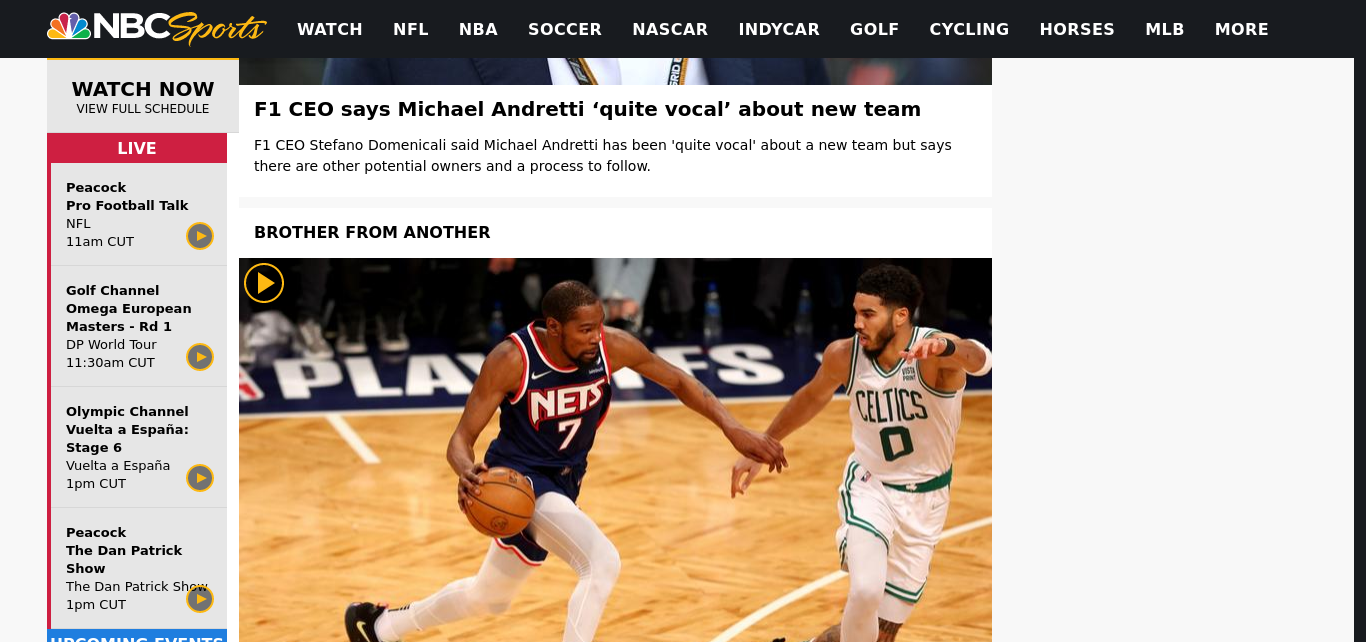 NBC Sports
WATCH NFL NBA SOCCER NASCAR INDYCAR GOLF CYCLING HORSES MLB MORE
WATCH NOW
VIEW FULL SCHEDULE
LIVE
Peacock
Pro Football Talk
NFL
11am CUT
Golf Channel
Omega European
Masters - Rd 1
DP World Tour
11:30am CUT
Olympic Channel
Vuelta a España:
Stage 6
Vuelta a España
1pm CUT
Peacock
The Dan Patrick
Show
The Dan Patrick Show
1pm CUT
UPCOMING EVENTS
F1 CEO says Michael Andretti ‘quite vocal’ about new team
F1 CEO Stefano Domenicali said Michael Andretti has been 'quite vocal' about a new team but says
there are other potential owners and a process to follow.
BROTHER FROM ANOTHER
PLAYOFFS
NETS
7
VISTA
PRINT
CELTICS
0